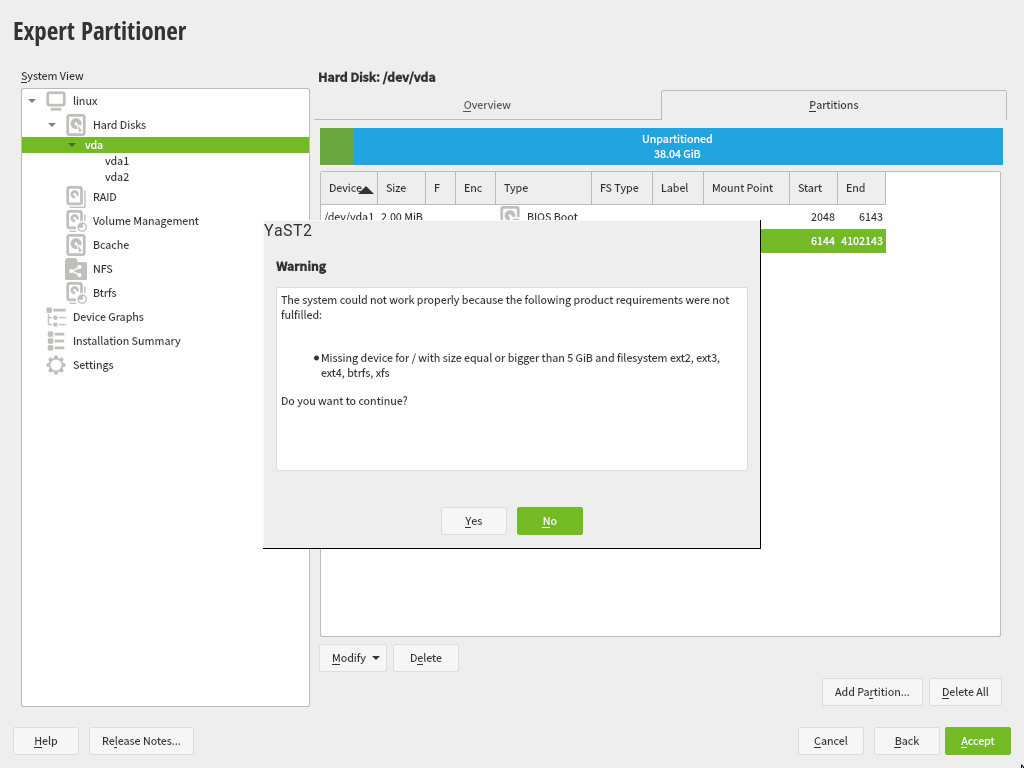 Expert Partitioner
System View
linux
Hard Disks
vda
vda1
vda2
RAID
Volume Management
Bcache
NFS
Btrfs
Device Graphs
Installation Summary
Settings
Hard Disk: /dev/vda
Overview Partitions
Unpartitioned
38.04 GiB
Device Size F Enc Type FS Type Label Mount Point Start End
/dev/vda1 2.00 MiB BIOS Boot 2048 6143
6144 4102143
YaST2
Warning
The system could not work properly because the following product requirements were not
fulfilled:
● Missing device for / with size equal or bigger than 5 GiB and filesystem ext2, ext3,
ext4, btrfs, xfs
Do you want to continue?
Yes No
Modify Delete
Add Partition... Delete All
Help Release Notes... Cancel Back Accept